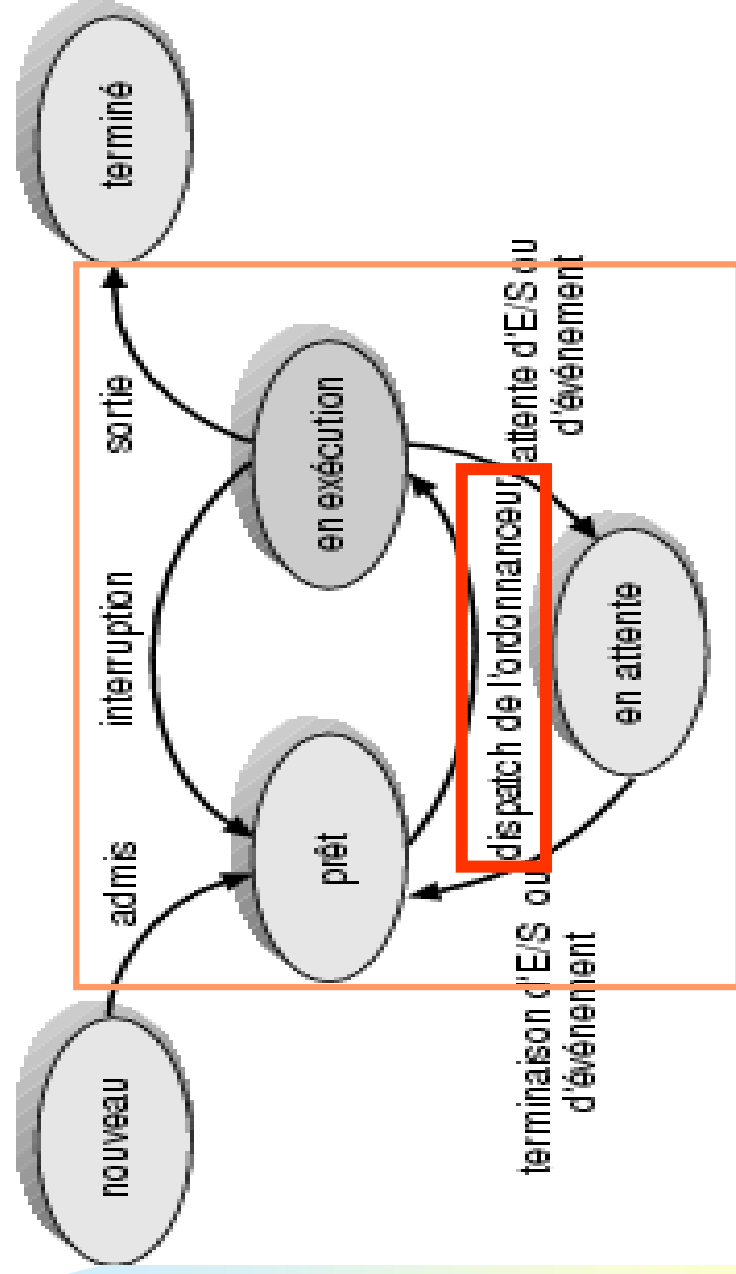 nouveau
admis
interruption
sortie
terminé
prêt
en exécution
dispatch de l'ordonnanceur
terminaison d'E/S ou
d'événement
attente d'E/S ou
d'événement
en attente